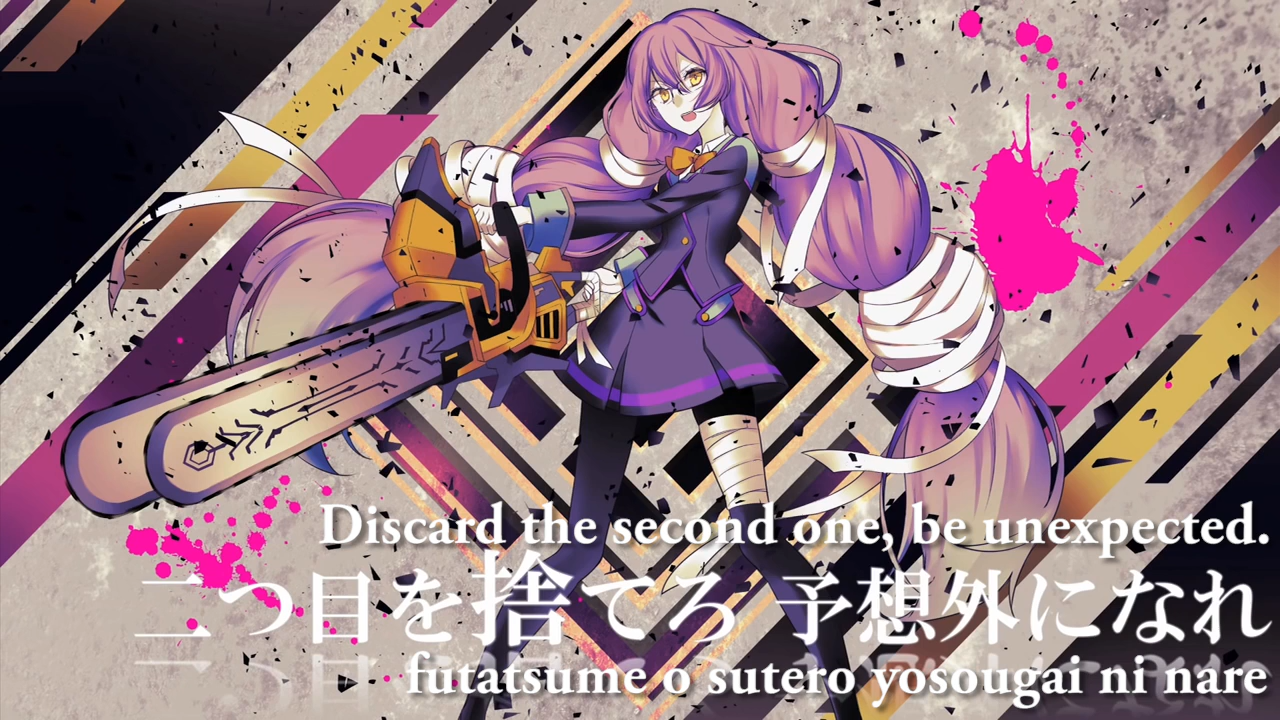 Discard the second one, be unexpected.
二つ目を捨てろ 予想外になれ
futatsume o sutero yosougai ni nare